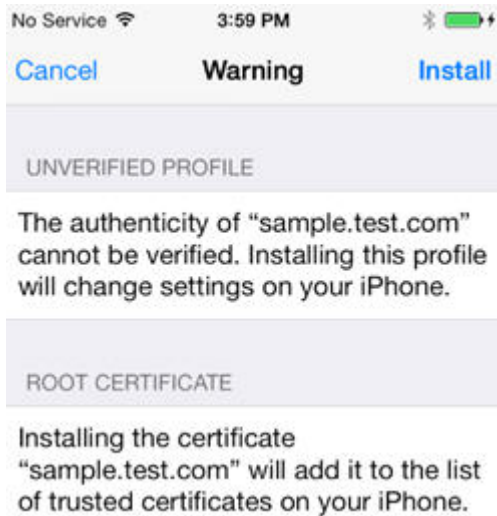 No Service 3:59 PM
Cancel Warning Install
UNVERIFIED PROFILE
The authenticity of “sample.test.com”
cannot be verified. Installing this profile
will change settings on your iPhone.
ROOT CERTIFICATE
Installing the certificate
“sample.test.com” will add it to the list
of trusted certificates on your iPhone.